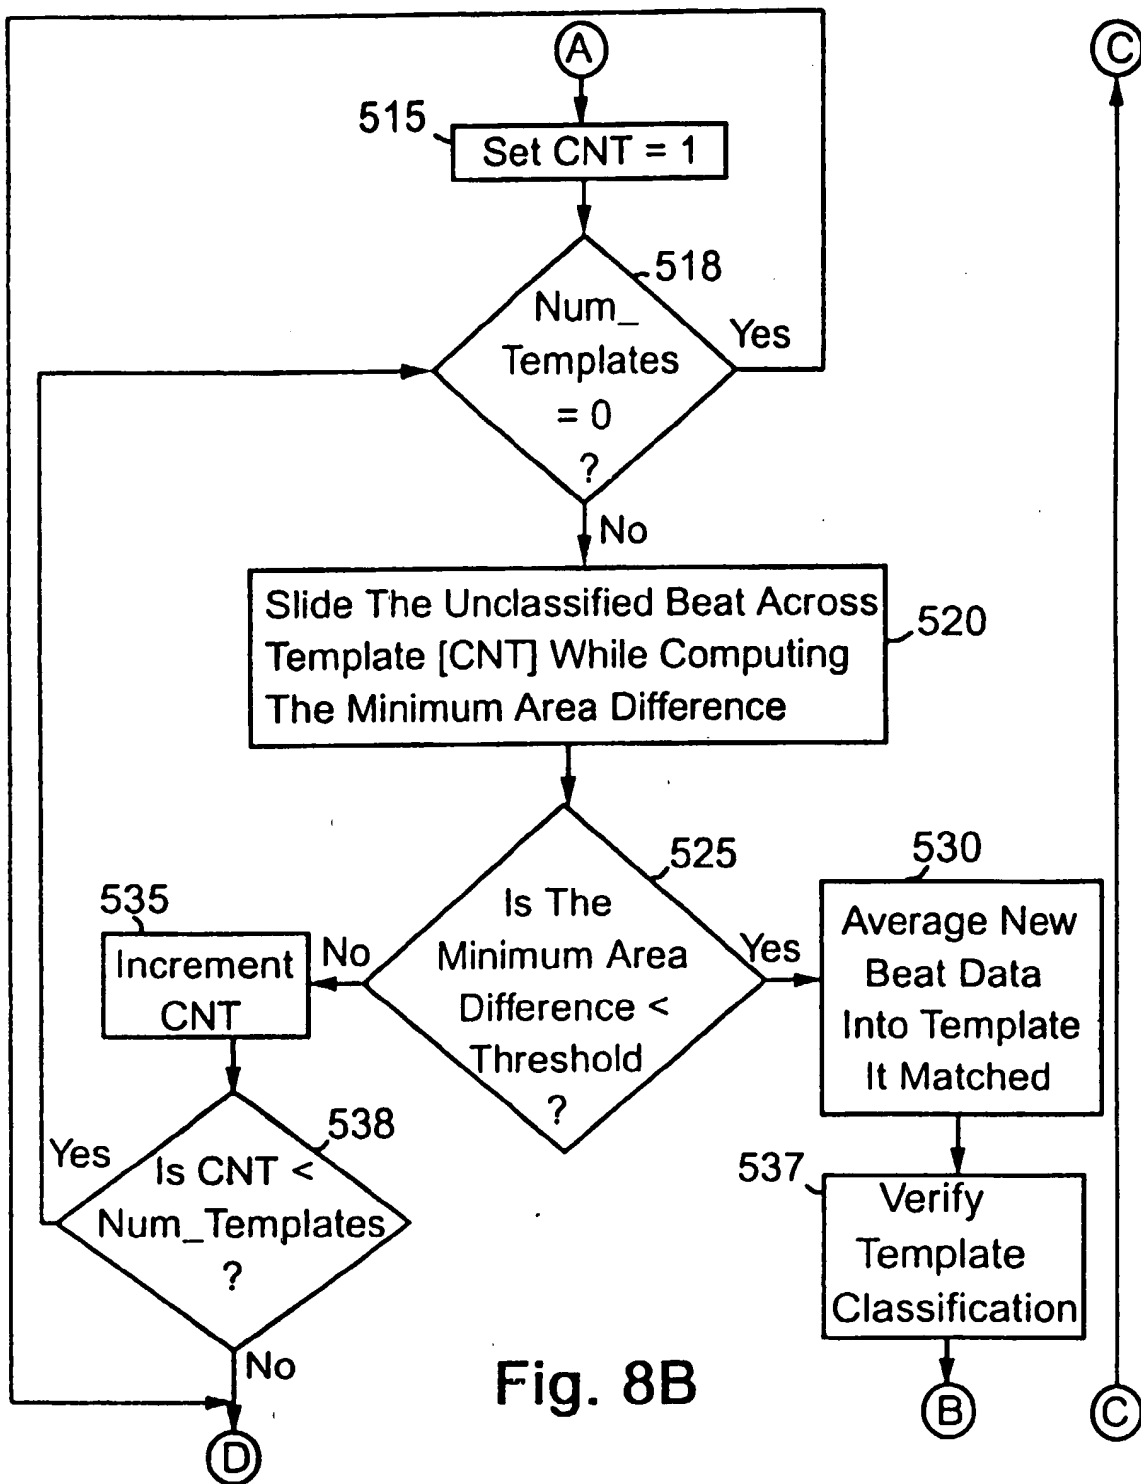 A
C
515
Set CNT = 1
518
Num_
Templates
= 0
?
Yes
No
Slide The Unclassified Beat Across
Template [CNT] While Computing
The Minimum Area Difference
520
525
Is The
Minimum Area
Difference <
Threshold
?
No
Yes
530
Average New
Beat Data
Into Template
It Matched
535
Increment
CNT
538
Is CNT <
Num_Templates
?
Yes
No
537
Verify
Template
Classification
Fig. 8B
B
C
D